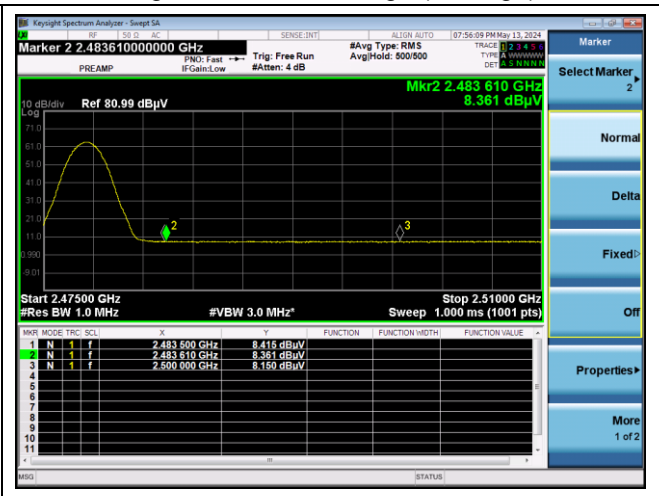 Keysight Spectrum Analyzer - Swept SA
RF 50 Ω AC SENSE:INT ALIGN AUTO 07:56:09 PM May 13, 2024
Marker 2 2.483610000000 GHz
PREAMP
PNO: Fast
IFGain:Low
Trig: Free Run
#Atten: 4 dB
#Avg Type: RMS
Avg|Hold: 500/500
TRACE 1 2 3 4 5 6
TYPE A WWWWW
DET A S N N N N
Mkr2 2.483 610 GHz
8.361 dBµV
10 dB/div Ref 80.99 dBµV
Log
71.0
61.0
51.0
41.0
31.0
21.0
11.0
0.990
-9.01
2
3
Start 2.47500 GHz Stop 2.51000 GHz
#Res BW 1.0 MHz #VBW 3.0 MHz* Sweep 1.000 ms (1001 pts)
MKR MODE TRC SCL X Y FUNCTION FUNCTION WIDTH FUNCTION VALUE
1 N 1 f 2.483 500 GHz 8.415 dBµV
2 N 1 f 2.483 610 GHz 8.361 dBµV
3 N 1 f 2.500 000 GHz 8.150 dBµV
4
5
6
7
8
9
10
11
MSG STATUS
Marker
Select Marker
2
Normal
Delta
Fixed
Off
Properties
More
1 of 2